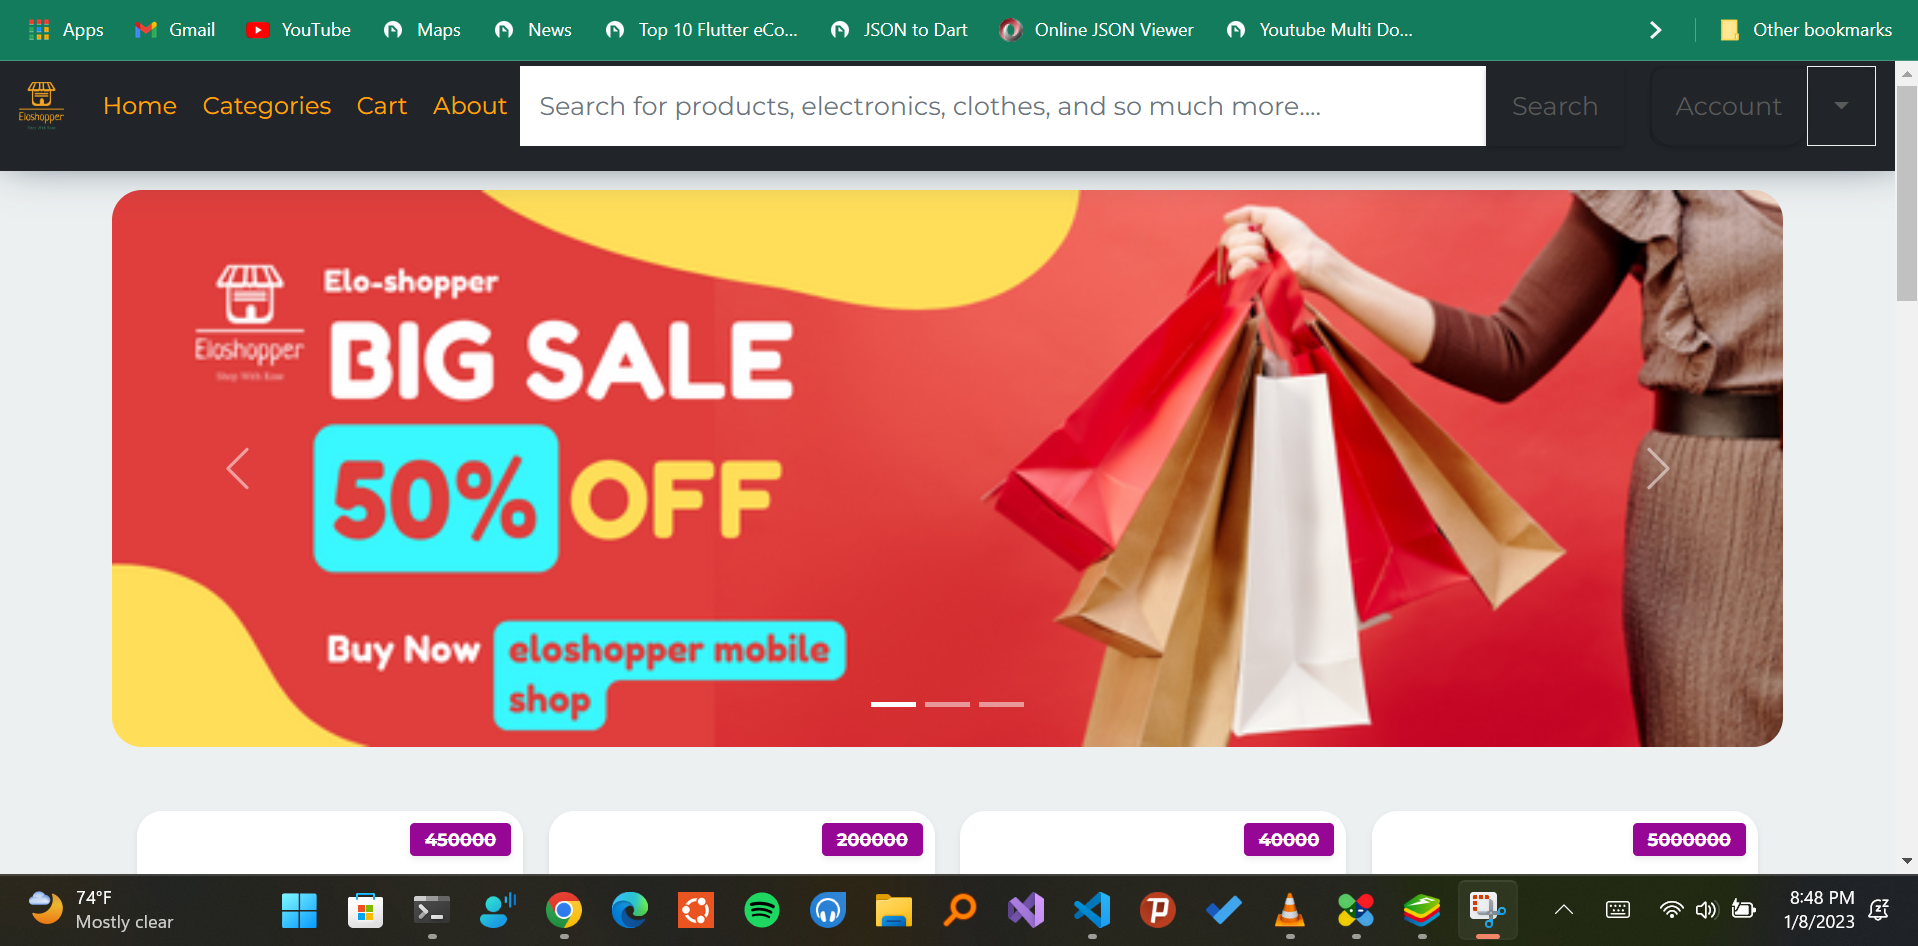 Apps Gmail YouTube Maps News Top 10 Flutter eCo... JSON to Dart Online JSON Viewer Youtube Multi Do... Other bookmarks
Eloshopper Home Categories Cart About Search for products, electronics, clothes, and so much more.... Search Account
Elo-shopper
BIG SALE
Eloshopper
Shop With Ease
50% OFF
Buy Now eloshopper mobile
shop
450000 200000 40000 5000000
74°F
Mostly clear
8:48 PM
1/8/2023